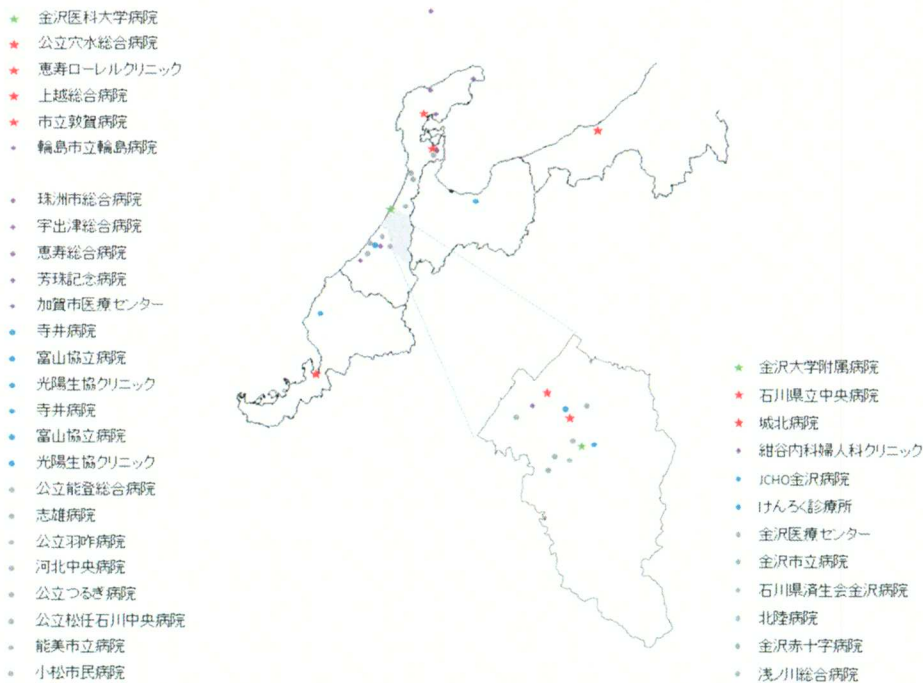 金沢医科大学病院
公立穴水総合病院
恵寿ローレルクリニック
上越総合病院
市立敦賀病院
輪島市立輪島病院
珠洲市総合病院
宇出津総合病院
恵寿総合病院
芳珠記念病院
加賀市医療センター
寺井病院
富山協立病院
光陽生協クリニック
寺井病院
富山協立病院
光陽生協クリニック
公立能登総合病院
志雄病院
公立羽咋病院
河北中央病院
公立つるぎ病院
公立松任石川中央病院
能美市立病院
小松市民病院
金沢大学附属病院
石川県立中央病院
城北病院
紺谷内科婦人科クリニック
JCHO金沢病院
けんろく診療所
金沢医療センター
金沢市立病院
石川県済生会金沢病院
北陸病院
金沢赤十字病院
浅ノ川総合病院